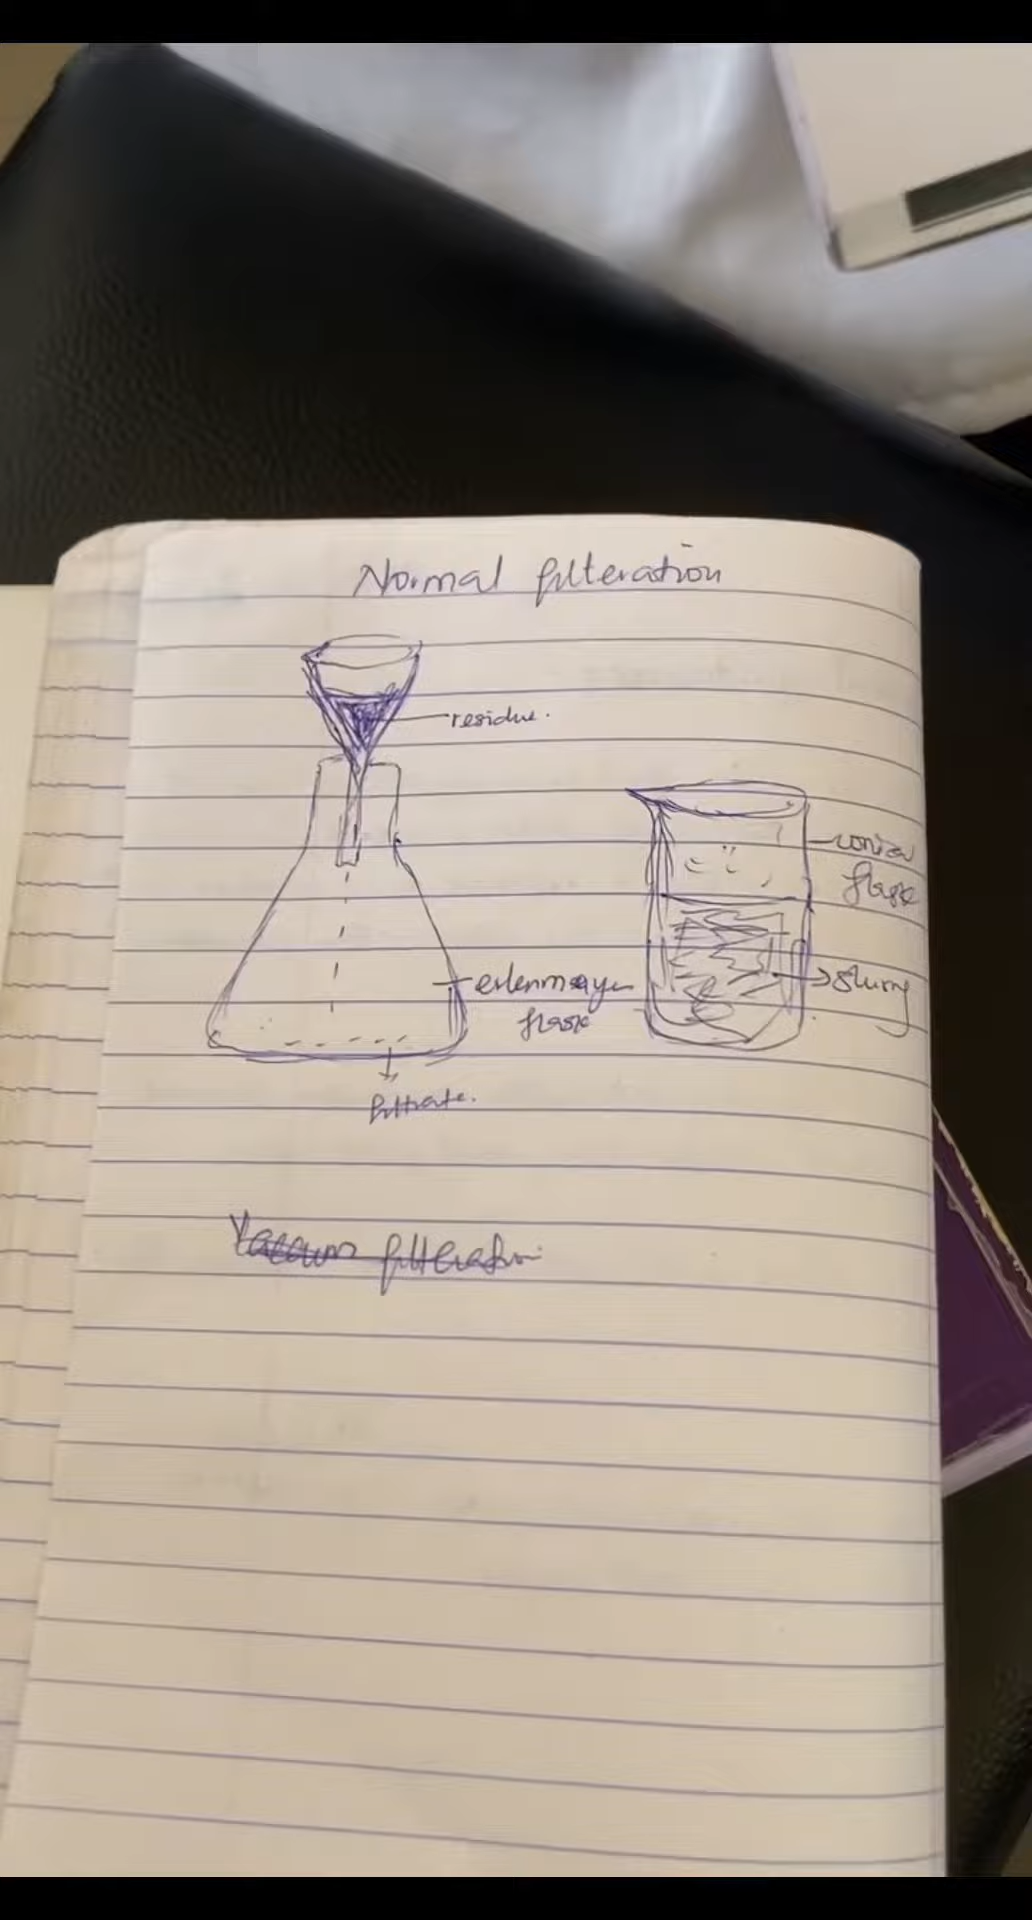 Normal filteration
residue.
conical
flask
erlenmayer
flask
slurry
filtrate.
Vacuum filteration